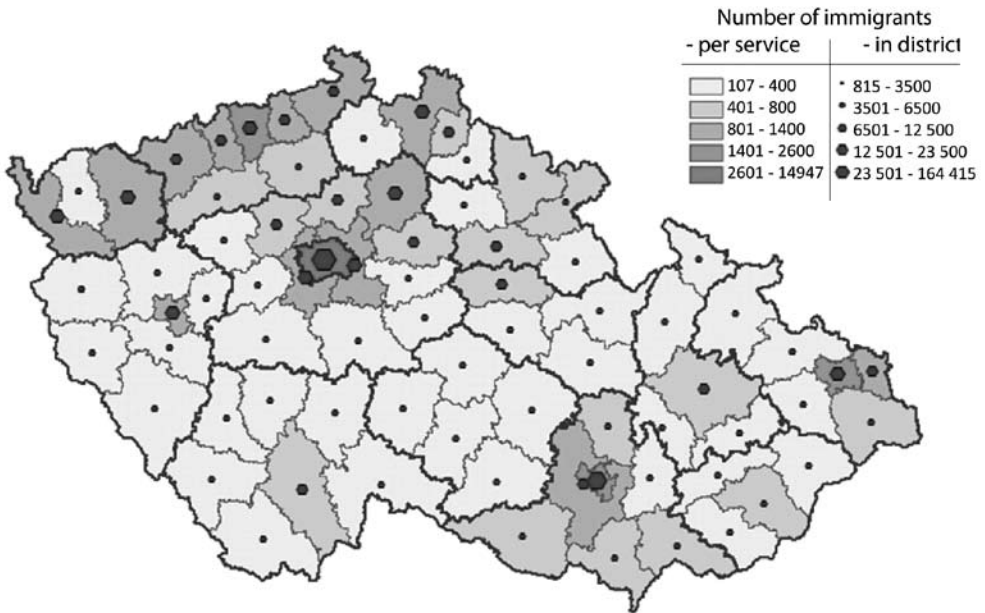 Number of immigrants
- per service - in district
107 - 400 815 - 3500
401 - 800 3501 - 6500
801 - 1400 6501 - 12 500
1401 - 2600 12 501 - 23 500
2601 - 14947 23 501 - 164 415